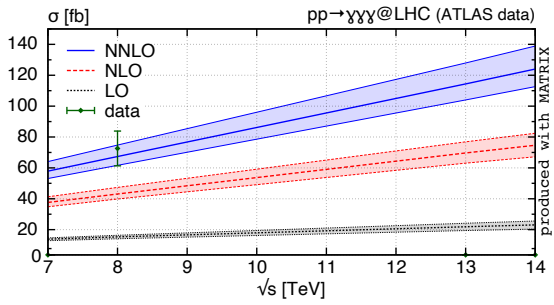 σ [fb]
pp→γγγ@LHC (ATLAS data)
140
120
100
80
60
40
20
0
NNLO
NLO
LO
data
produced with MATRIX
7
8
9
10
11
12
13
14
√s [TeV]